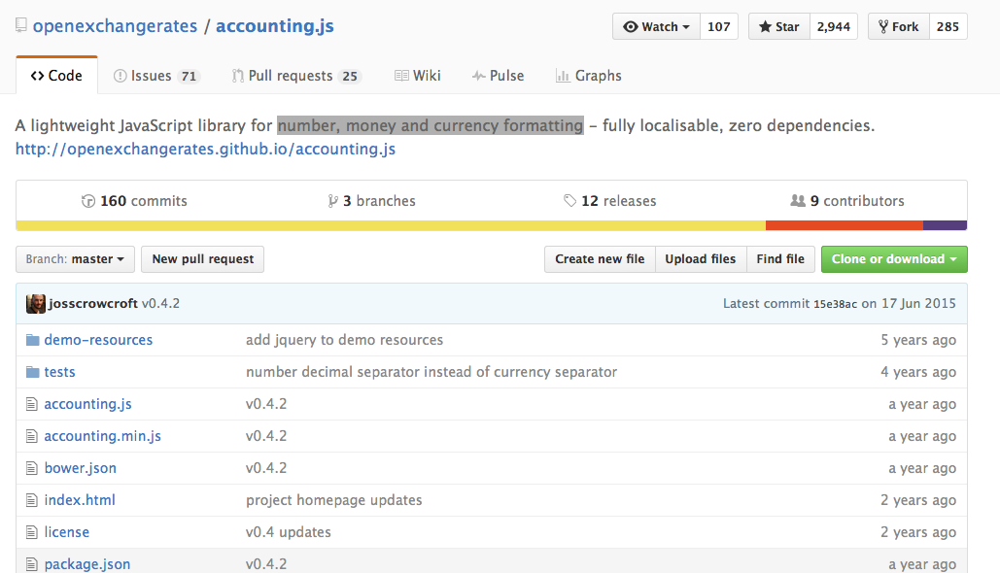 openexchangerates / accounting.js Watch 107 Star 2,944 Fork 285
Code Issues 71 Pull requests 25 Wiki Pulse Graphs
A lightweight JavaScript library for number, money and currency formatting – fully localisable, zero dependencies.
http://openexchangerates.github.io/accounting.js
160 commits 3 branches 12 releases 9 contributors
Branch: master New pull request Create new file Upload files Find file Clone or download
josscrowcroft v0.4.2 Latest commit 15e38ac on 17 Jun 2015
demo-resources add jquery to demo resources 5 years ago
tests number decimal separator instead of currency separator 4 years ago
accounting.js v0.4.2 a year ago
accounting.min.js v0.4.2 a year ago
bower.json v0.4.2 a year ago
index.html project homepage updates 2 years ago
license v0.4 updates 2 years ago
package.json v0.4.2 a year ago